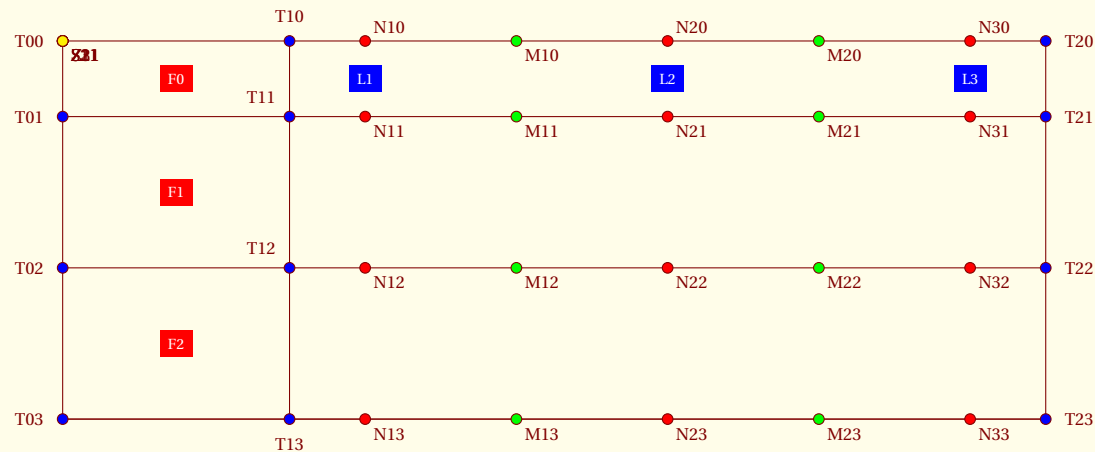 T10
N10 N20 N30
T00 T20
M10 M20
F0 L1 L2 L3
T11
T01 T21
N11 M11 N21 M21 N31
F1
T12
T02 T22
N12 M12 N22 M22 N32
F2
T03 T23
N13 M13 N23 M23 N33
T13